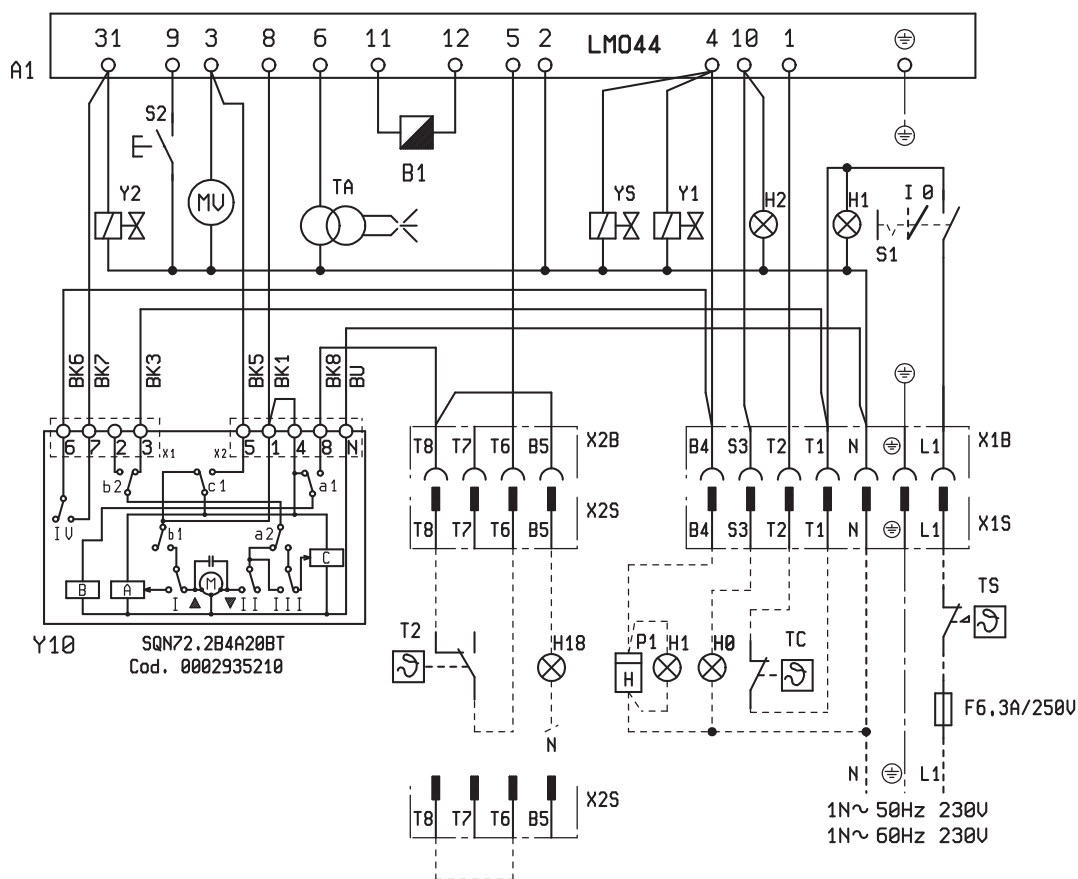 31 9 3 8 6 11 12 5 2 LMO44 4 10 1
A1
S2
B1
Y2 MV TA YS Y1 H2 H1 I 0
S1
BK6 BK7 BK3 BK5 BK1 BK8 BU
6 7 2 3 X1 X2 5 1 4 8 N
T8 T7 T6 B5 X2B
B4 S3 T2 T1 N L1 X1B
b2 c1 a1
IV b1 a2
X2S
T8 T7 T6 B5
X1S
B4 S3 T2 T1 N L1
B A I M II III C
Y10 SQN72.2B4A20BT
Cod. 0002935210
T2 H18
P1 H H1 H0 TC TS
F6,3A/250V
N
N L1
X2S
T8 T7 T6 B5
1N~ 50Hz 230V
1N~ 60Hz 230V